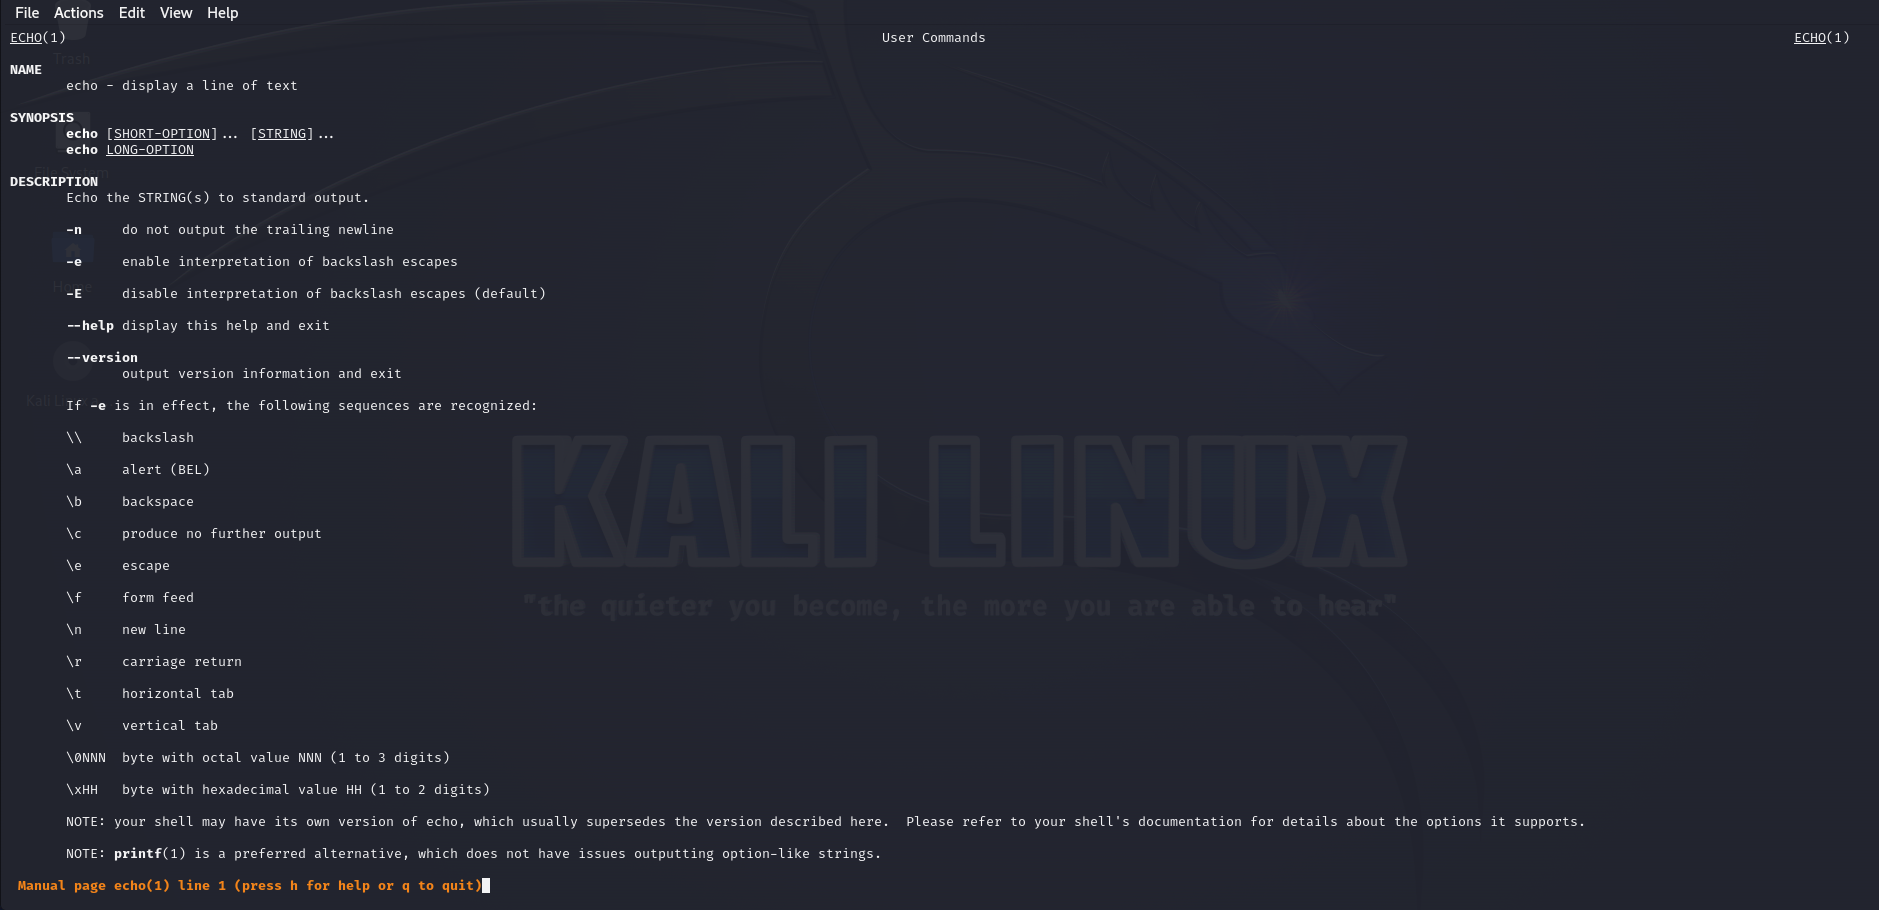 File Actions Edit View Help
ECHO(1) User Commands ECHO(1)
Trash
NAME
echo - display a line of text
SYNOPSIS
echo [SHORT-OPTION]... [STRING]...
echo LONG-OPTION
File System
DESCRIPTION
Echo the STRING(s) to standard output.
-n do not output the trailing newline
-e enable interpretation of backslash escapes
Home
-E disable interpretation of backslash escapes (default)
--help display this help and exit
--version
output version information and exit
Kali Li
If -e is in effect, the following sequences are recognized:
\\ backslash
\a alert (BEL)
\b backspace
\c produce no further output
\e escape
\f form feed
\n new line
\r carriage return
\t horizontal tab
\v vertical tab
\0NNN byte with octal value NNN (1 to 3 digits)
\xHH byte with hexadecimal value HH (1 to 2 digits)
KALI LINUX
"the quieter you become, the more you are able to hear"
NOTE: your shell may have its own version of echo, which usually supersedes the version described here. Please refer to your shell's documentation for details about the options it supports.
NOTE: printf(1) is a preferred alternative, which does not have issues outputting option-like strings.
Manual page echo(1) line 1 (press h for help or q to quit)